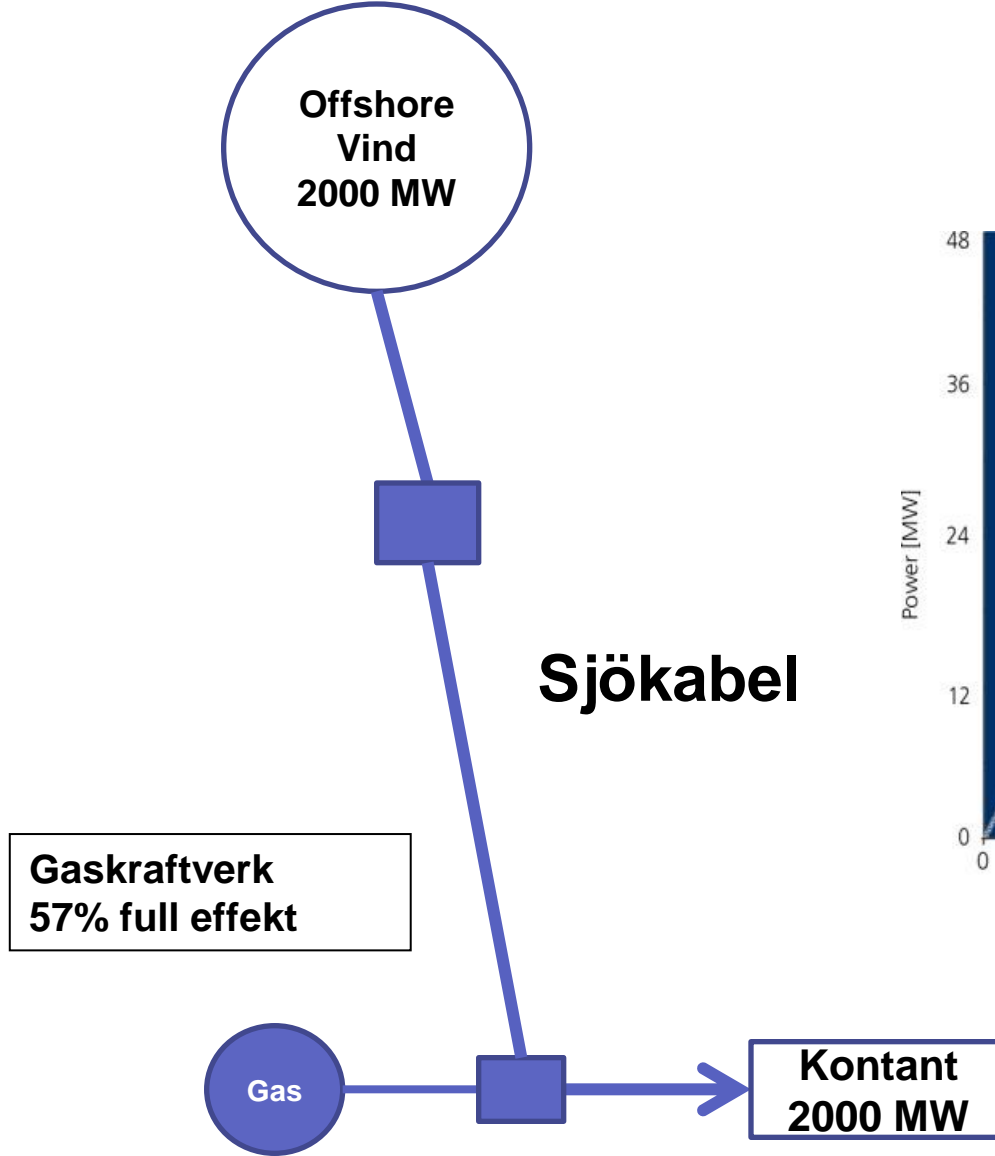 Offshore
Vind
2000 MW
48
36
24
12
0
0
Power [MW]
Sjökabel
Gaskraftverk
57% full effekt
Gas
Kontant
2000 MW